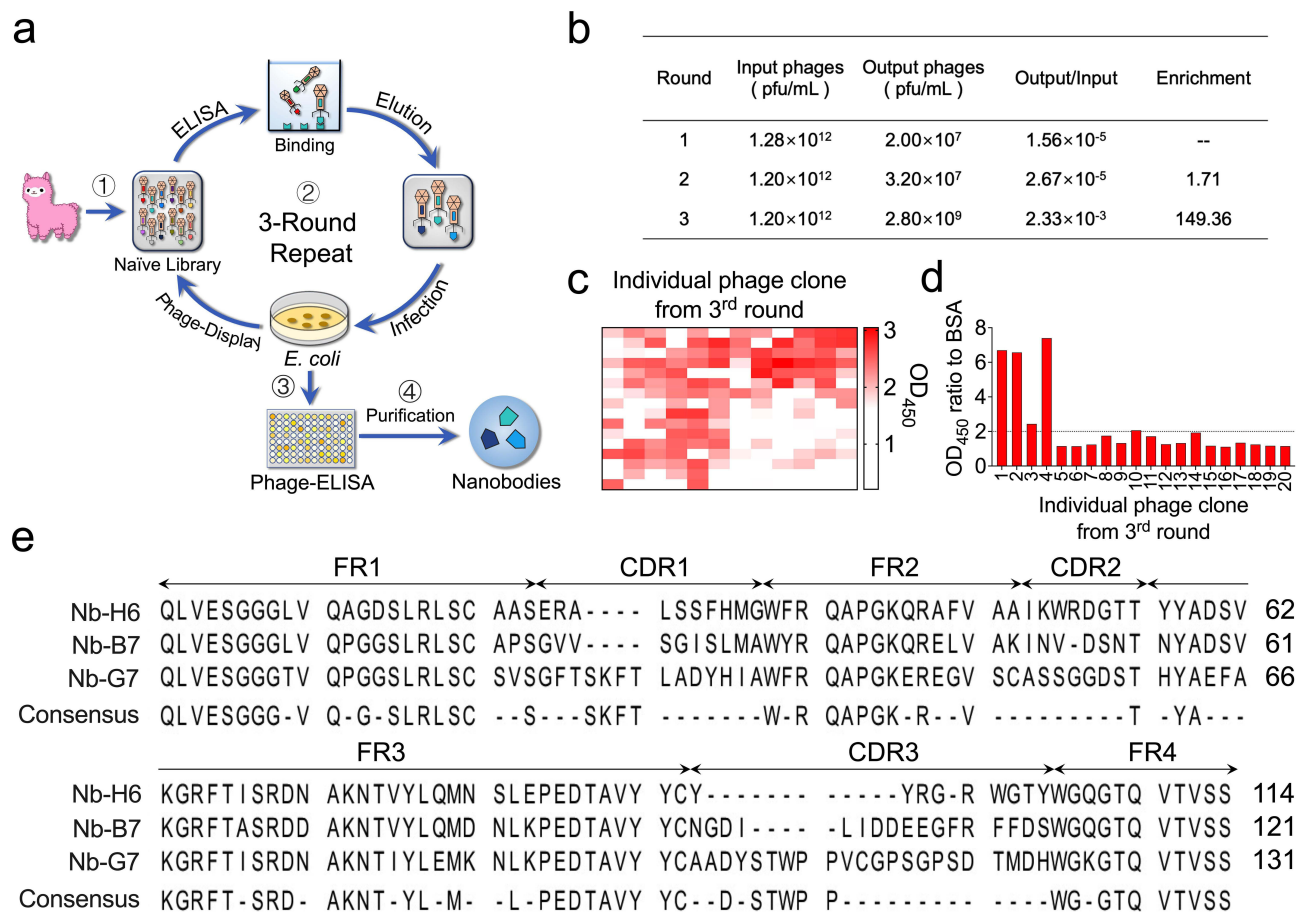 a
ELISA
Elution
Binding
①
②
3-Round
Repeat
Naïve Library
Phage-Display
Infection
E. coli
③
④
Purification
Phage-ELISA
Nanobodies
b
Round Input phages ( pfu/mL ) Output phages ( pfu/mL ) Output/Input Enrichment
1 1.28×10¹² 2.00×10⁷ 1.56×10⁻⁵ --
2 1.20×10¹² 3.20×10⁷ 2.67×10⁻⁵ 1.71
3 1.20×10¹² 2.80×10⁹ 2.33×10⁻³ 149.36
c
Individual phage clone
from 3rd round
3
2
1
OD450
d
OD450 ratio to BSA
8
6
4
2
0
1 2 3 4 5 6 7 8 9 10 11 12 13 14 15 16 17 18 19 20
Individual phage clone
from 3rd round
e
FR1 CDR1 FR2 CDR2
Nb-H6 QLVESGGGLV QAGDSLRLSC AASERA---- LSSFHMGWFR QAPGKQRAFV AAIKWRDGTT YYADSV 62
Nb-B7 QLVESGGGLV QPGGSLRLSC APSGVV---- SGISLMAWYR QAPGKQRELV AKINV-DSNT NYADSV 61
Nb-G7 QLVESGGGTV QPGGSLRLSC SVSGFTSKFT LADYHIAWFR QAPGKEREGV SCASSGGDST HYAEFA 66
Consensus QLVESGGG-V Q-G-SLRLSC --S---SKFT -------W-R QAPGK-R--V ---------T -YA---
FR3 CDR3 FR4
Nb-H6 KGRFTISRDN AKNTVYLQMN SLEPEDTAVY YCY------- -----YRG-R WGTYWGQGTQ VTVSS 114
Nb-B7 KGRFTASRDD AKNTVYLQMD NLKPEDTAVY YCNGDI---- -LIDDEEGFR FFDSWGQGTQ VTVSS 121
Nb-G7 KGRFTISRDN AKNTIYLEMK NLKPEDTAVY YCAADYSTWP PVCGPSGPSD TMDHWGKGTQ VTVSS 131
Consensus KGRFT-SRD- AKNT-YL-M- -L-PEDTAVY YC--D-STWP P--------- ----WG-GTQ VTVSS